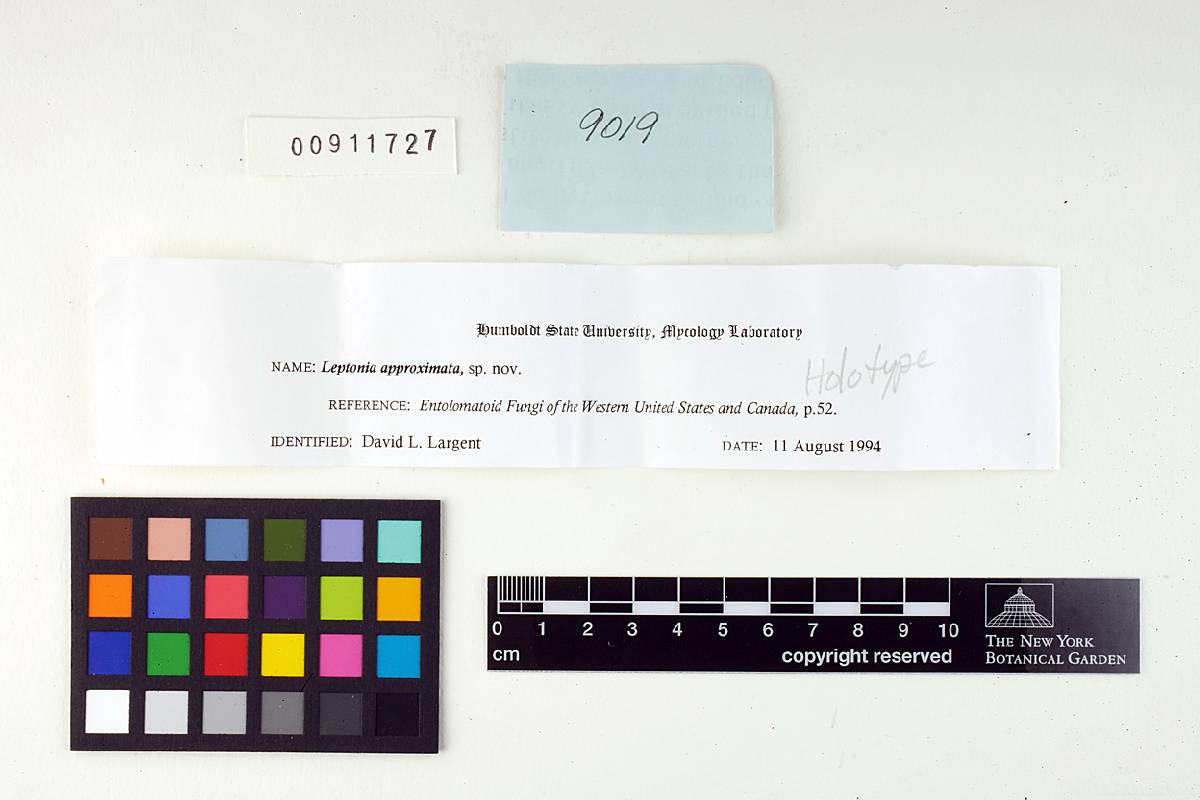 00911727
9019
Humboldt State University, Mycology Laboratory
NAME: Leptonia approximata, sp. nov.
Holotype
REFERENCE: Entolomatoid Fungi of the Western United States and Canada, p.52.
IDENTIFIED: David L. Largent DATE: 11 August 1994
0 1 2 3 4 5 6 7 8 9 10
cm copyright reserved
THE NEW YORK
BOTANICAL GARDEN